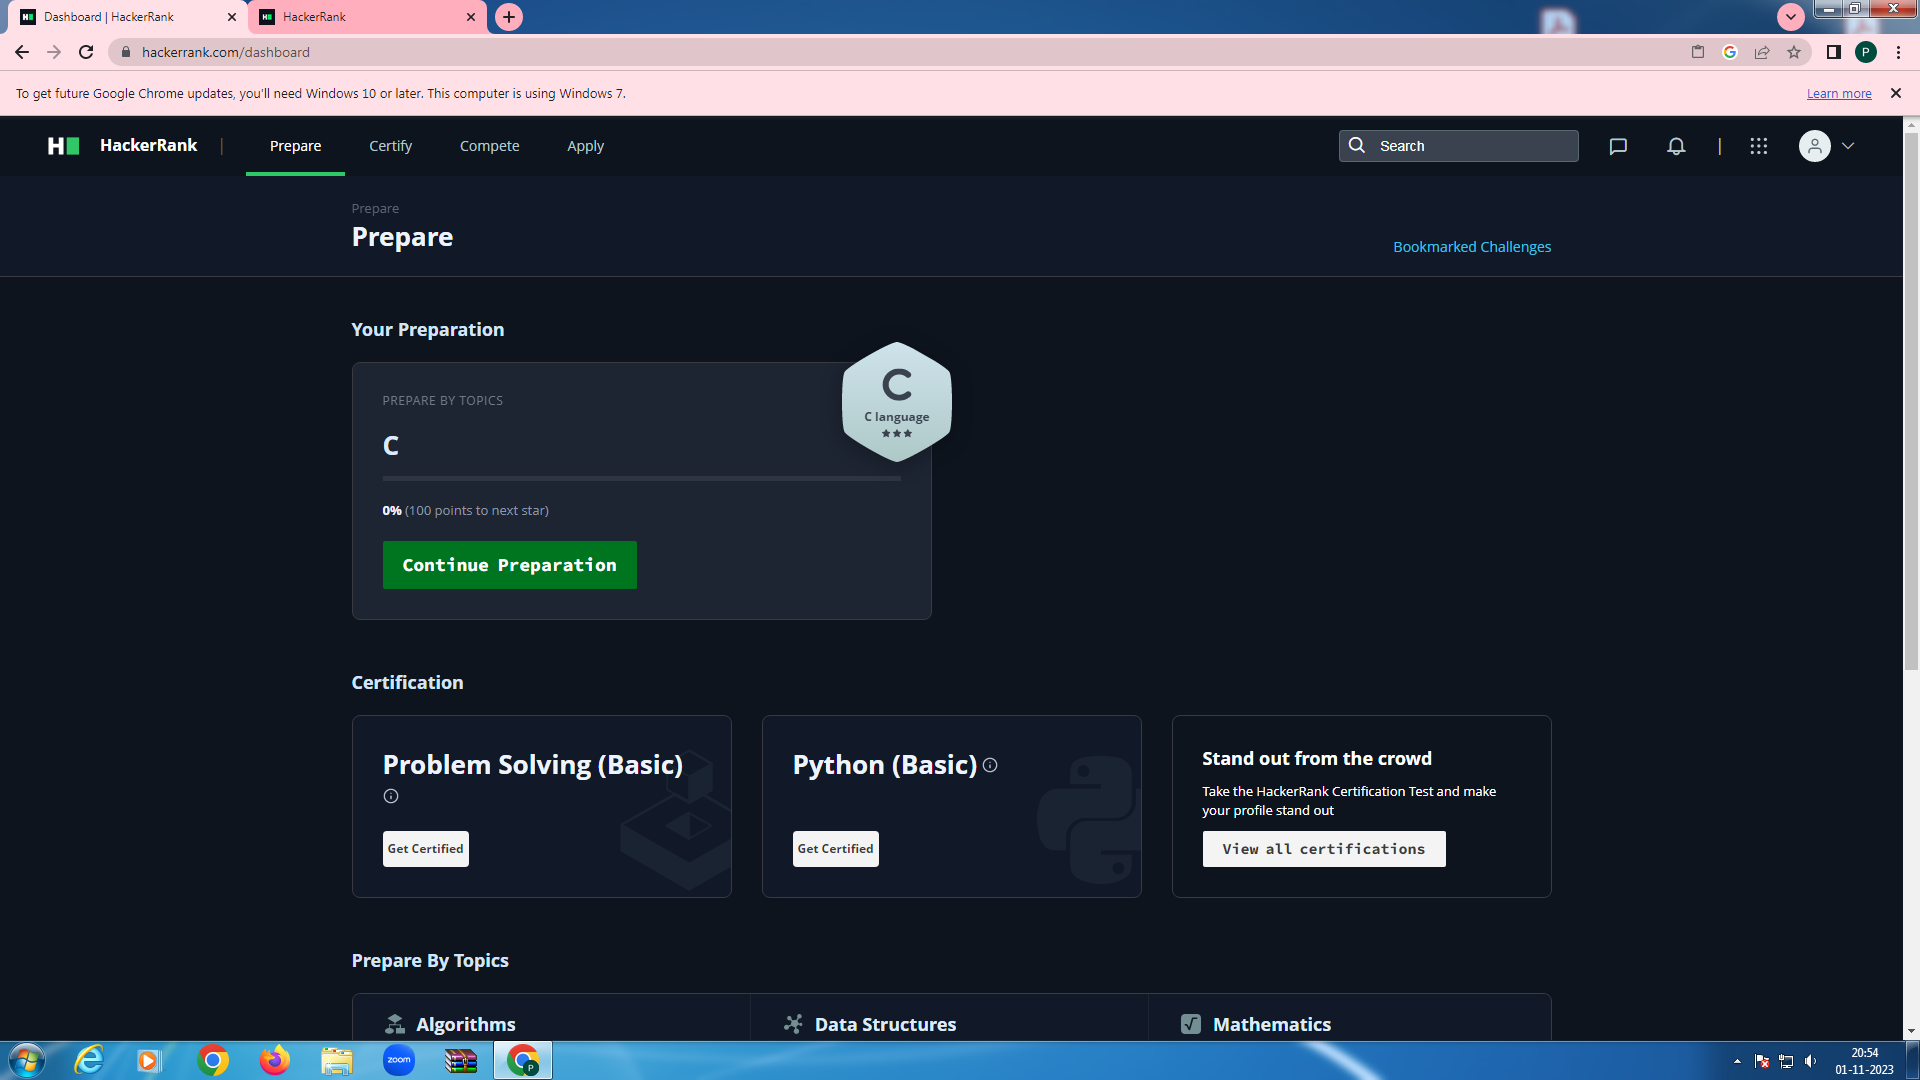 Dashboard | HackerRank
HackerRank
hackerrank.com/dashboard
P
To get future Google Chrome updates, you'll need Windows 10 or later. This computer is using Windows 7.
Learn more
H
HackerRank
Prepare
Certify
Compete
Apply
Search
Prepare
Prepare
Bookmarked Challenges
Your Preparation
PREPARE BY TOPICS
C
C language
C
0% (100 points to next star)
Continue Preparation
Certification
Problem Solving (Basic)
Get Certified
Python (Basic)
Get Certified
Stand out from the crowd
Take the HackerRank Certification Test and make
your profile stand out
View all certifications
Prepare By Topics
Algorithms
Data Structures
Mathematics
zoom
P
20:54
01-11-2023